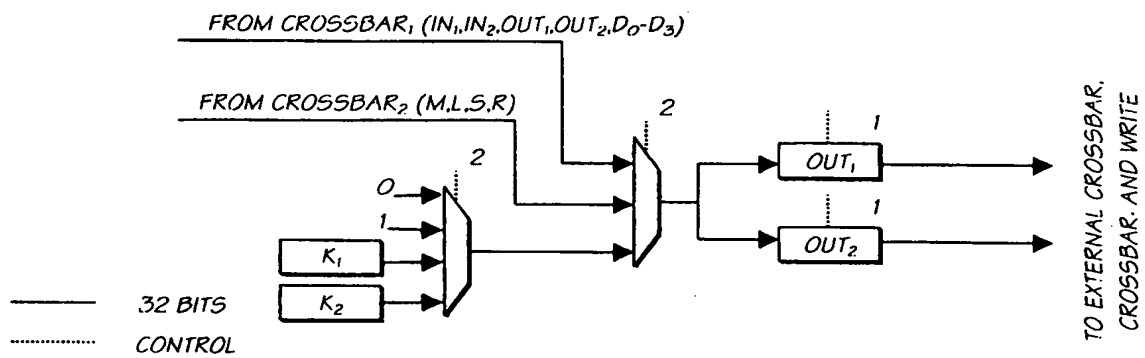 FROM CROSSBAR₁ (IN₁,IN₂,OUT₁,OUT₂,D₀-D₃)
FROM CROSSBAR₂ (M,L,S,R)
2
2
1
OUT₁
0
1
K₁
K₂
1
OUT₂
32 BITS
CONTROL
TO EXTERNAL CROSSBAR,
CROSSBAR, AND WRITE